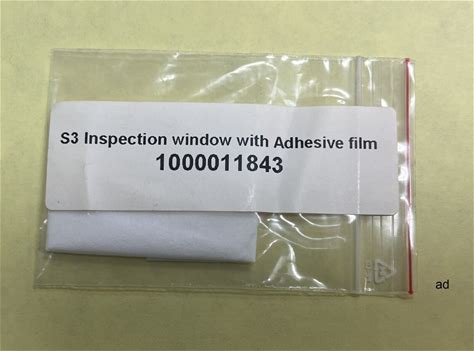 S3 Inspection window with Adhesive film
1000011843
ad